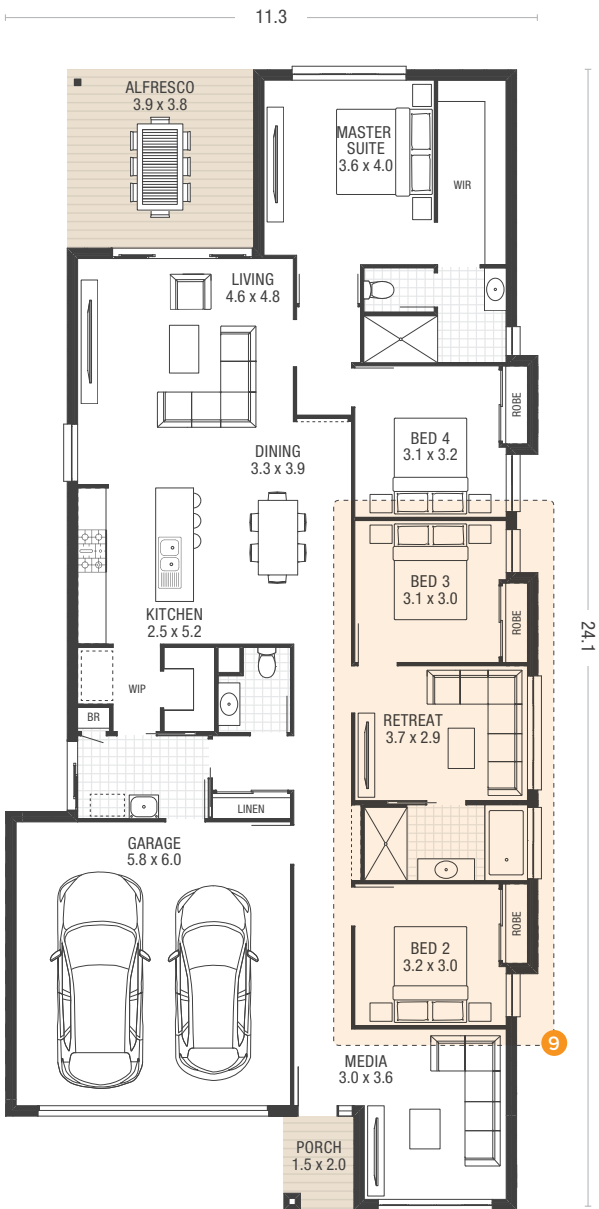 11.3
ALFRESCO
3.9 x 3.8
MASTER
SUITE
3.6 x 4.0
WIR
LIVING
4.6 x 4.8
ROBE
BED 4
3.1 x 3.2
DINING
3.3 x 3.9
BED 3
3.1 x 3.0
ROBE
KITCHEN
2.5 x 5.2
24.1
WIP
BR
RETREAT
3.7 x 2.9
LINEN
GARAGE
5.8 x 6.0
ROBE
BED 2
3.2 x 3.0
9
MEDIA
3.0 x 3.6
PORCH
1.5 x 2.0